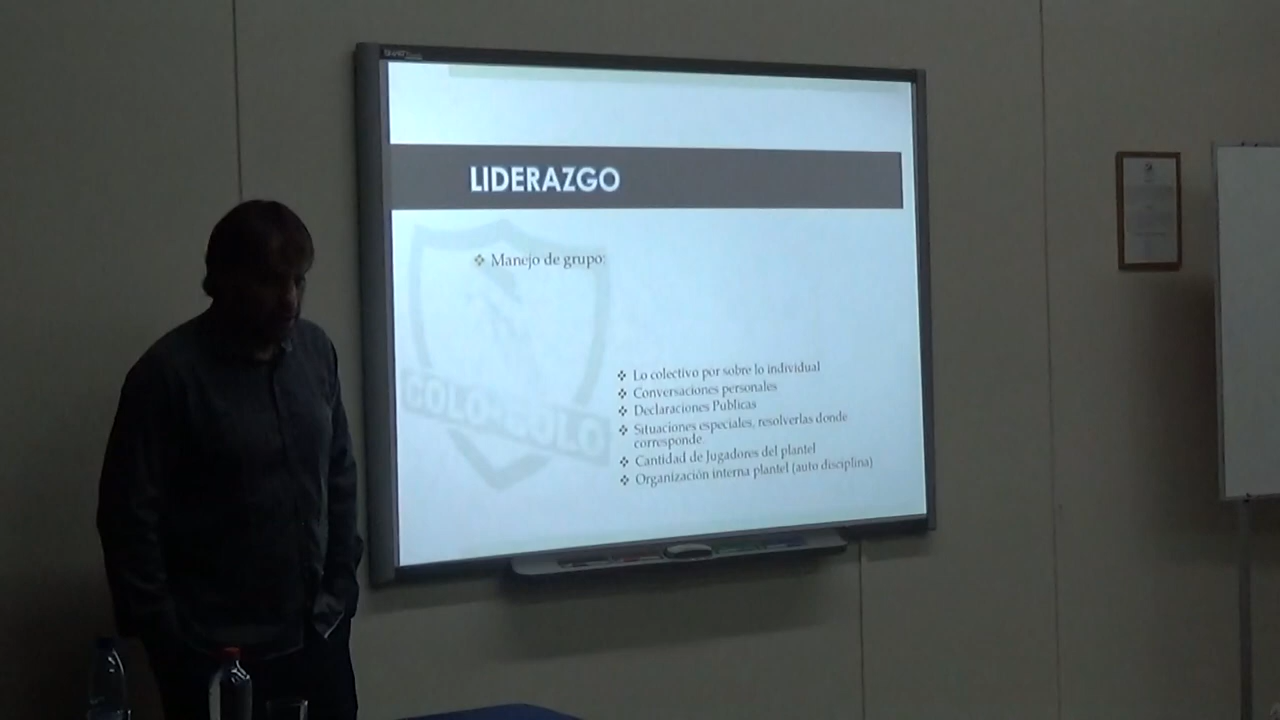 SMART
LIDERAZGO
❖ Manejo de grupo:
COLO-COLO
❖ Lo colectivo por sobre lo individual
❖ Conversaciones personales
❖ Declaraciones Publicas
❖ Situaciones especiales, resolverlas donde
corresponde.
❖ Cantidad de Jugadores del plantel
❖ Organización interna plantel (auto disciplina)